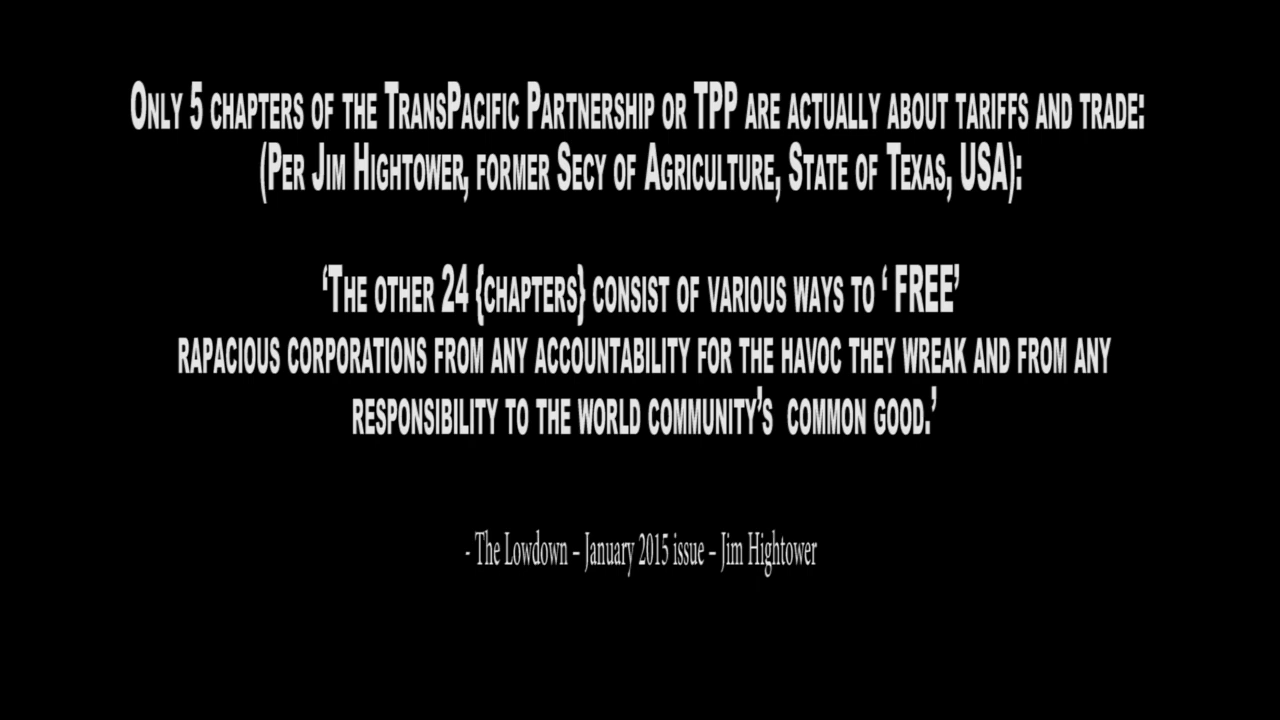 Only 5 chapters of the TransPacific Partnership or TPP are actually about tariffs and trade:
(Per Jim Hightower, former Secy of Agriculture, State of Texas, USA):
‘The other 24 {chapters} consist of various ways to ‘ FREE’
rapacious corporations from any accountability for the havoc they wreak and from any
responsibility to the world community’s common good.’
- The Lowdown – January 2015 issue – Jim Hightower